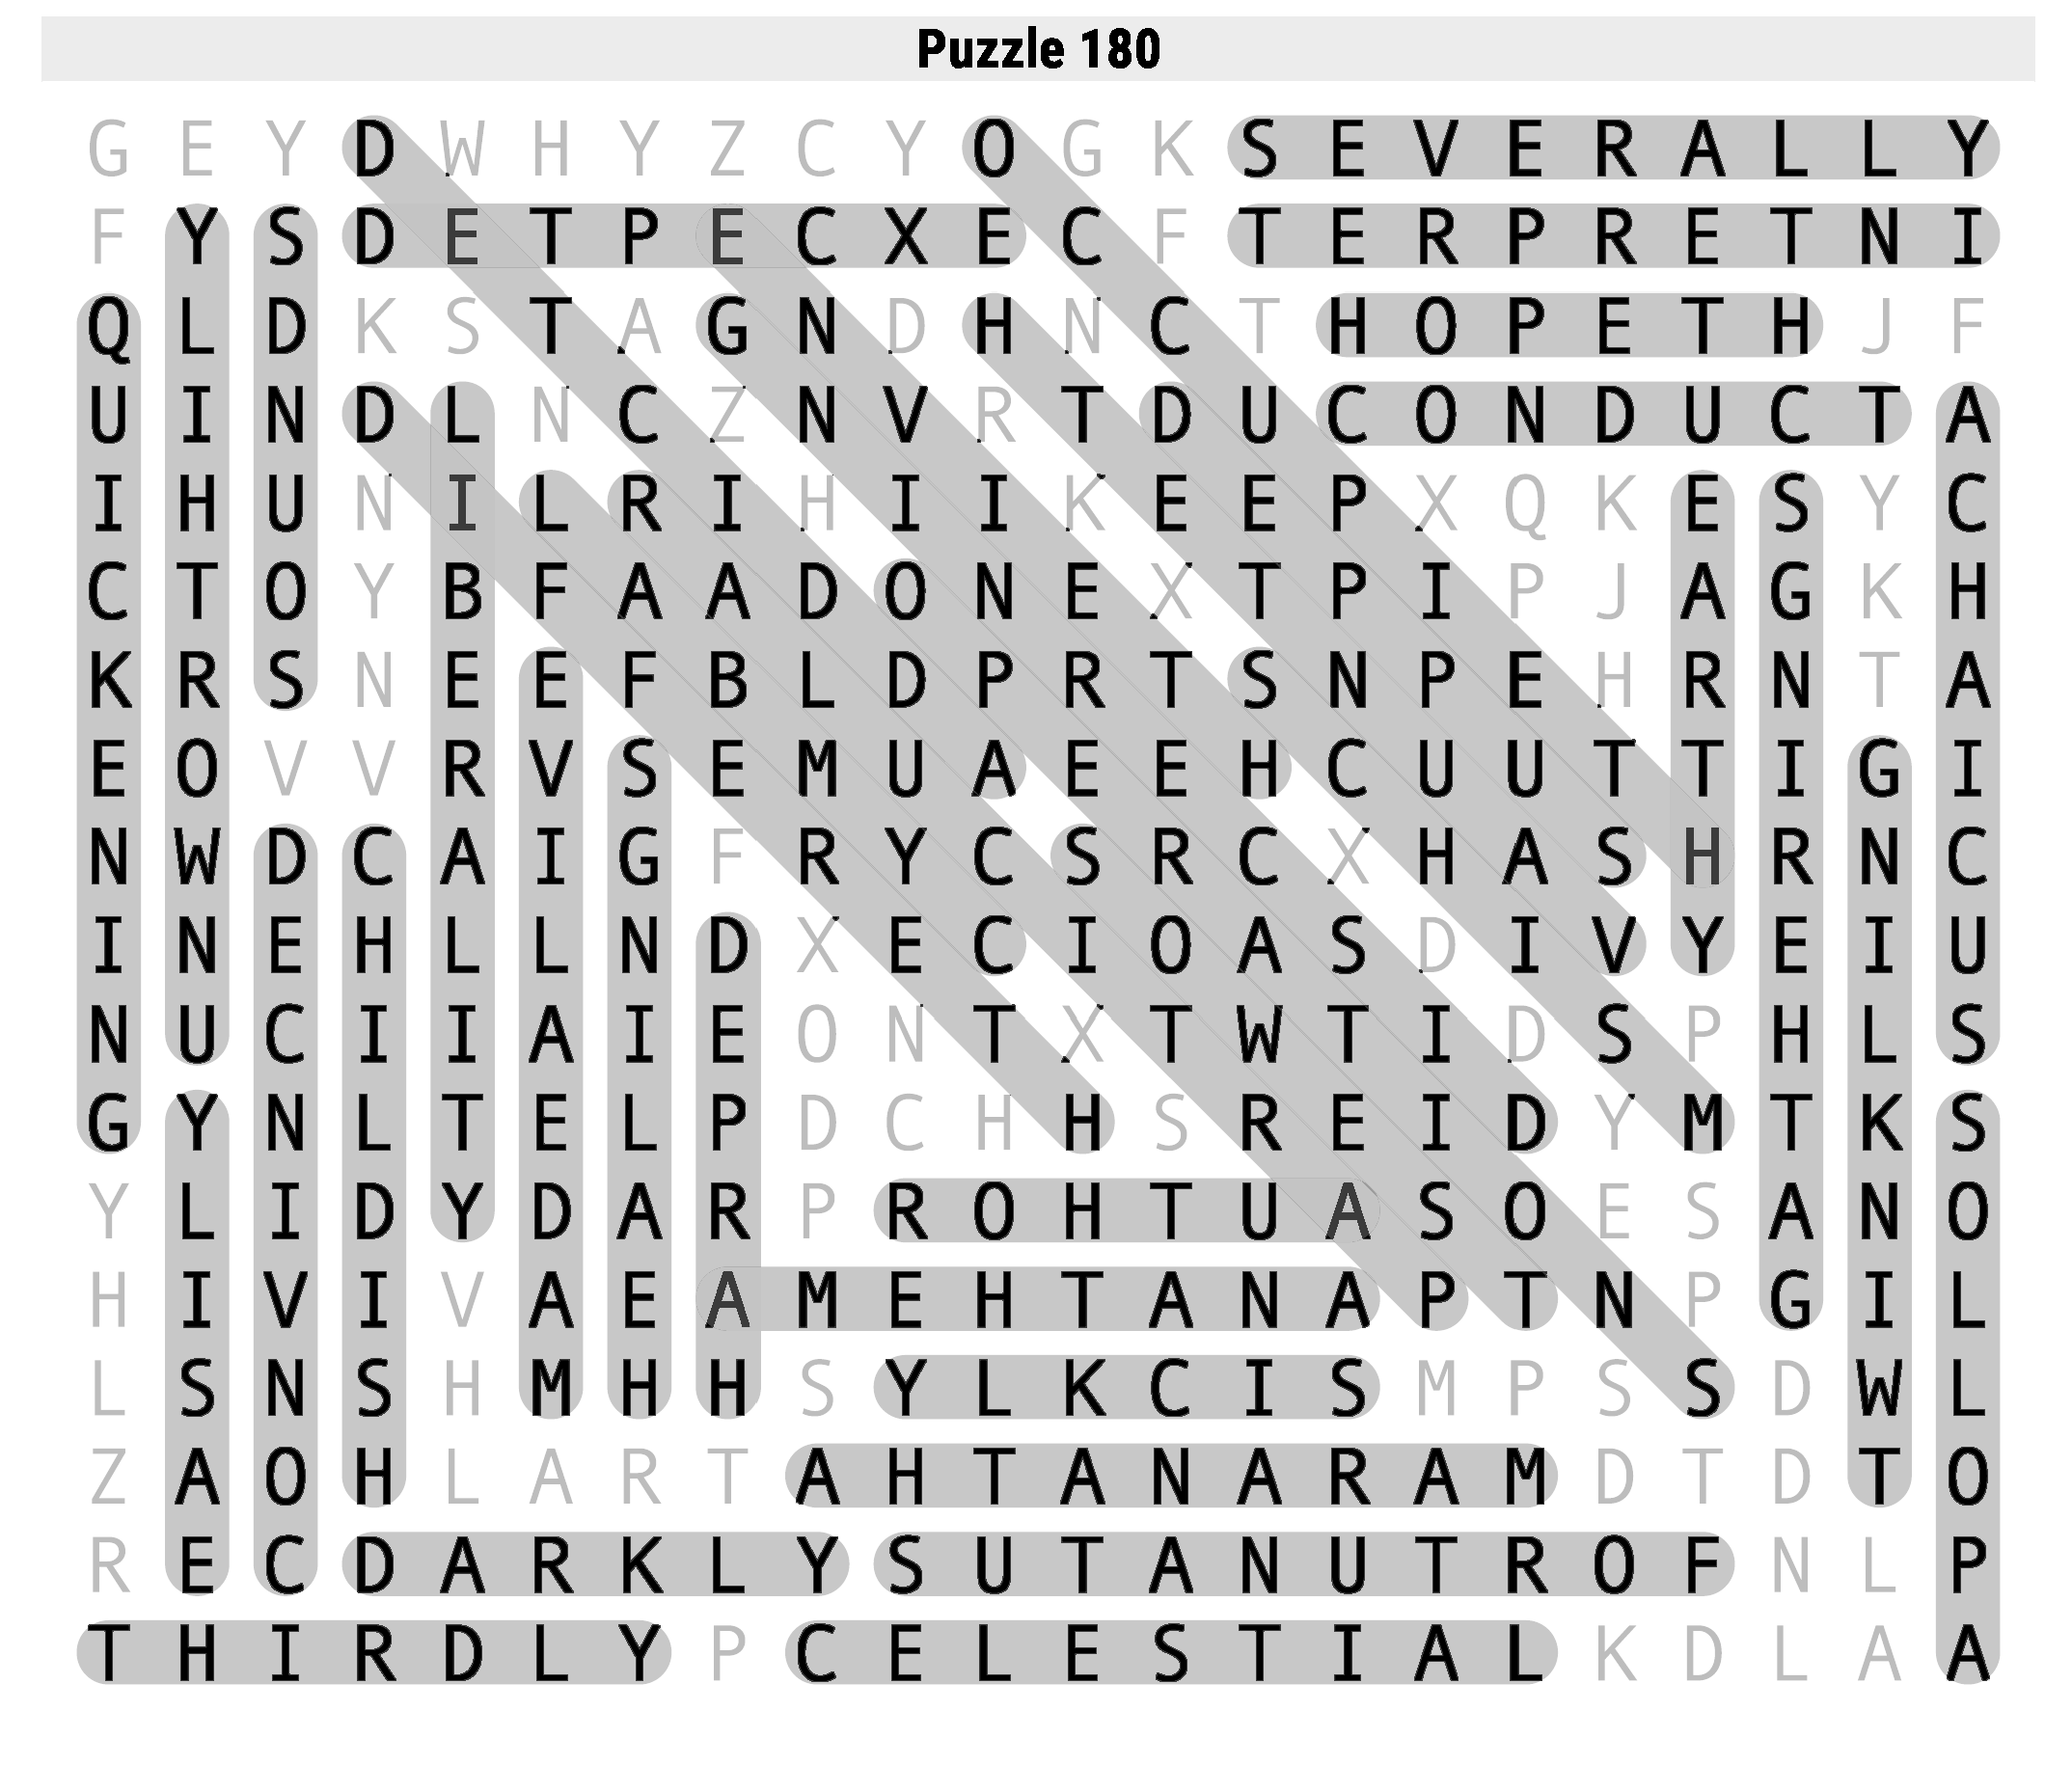 Puzzle 180
G E Y D W H Y Z C Y O G K S E V E R A L L Y
F Y S D E T P E C X E C F T E R P R E T N I
Q L D K S T A G N D H N C T H O P E T H J F
U I N D L N C Z N V R T D U C O N D U C T A
I H U N I L R I H I I K E E P X Q K E S Y C
C T O Y B F A A D O N E X T P I P J A G K H
K R S N E E F B L D P R T S N P E H R N T A
E O V V R V S E M U A E E H C U U T T I G I
N W D C A I G F R Y C S R C X H A S H R N C
I N E H L L N D X E C I O A S D I V Y E I U
N U C I I A I E O N T X T W T I D S P H L S
G Y N L T E L P D C H H S R E I D Y M T K S
Y L I D Y D A R P R O H T U A S O E S A N O
H I V I V A E A M E H T A N A P T N P G I L
L S N S H M H H S Y L K C I S M P S S D W L
Z A O H L A R T A H T A N A R A M D T D T O
R E C D A R K L Y S U T A N U T R O F N L P
T H I R D L Y P C E L E S T I A L K D L A A